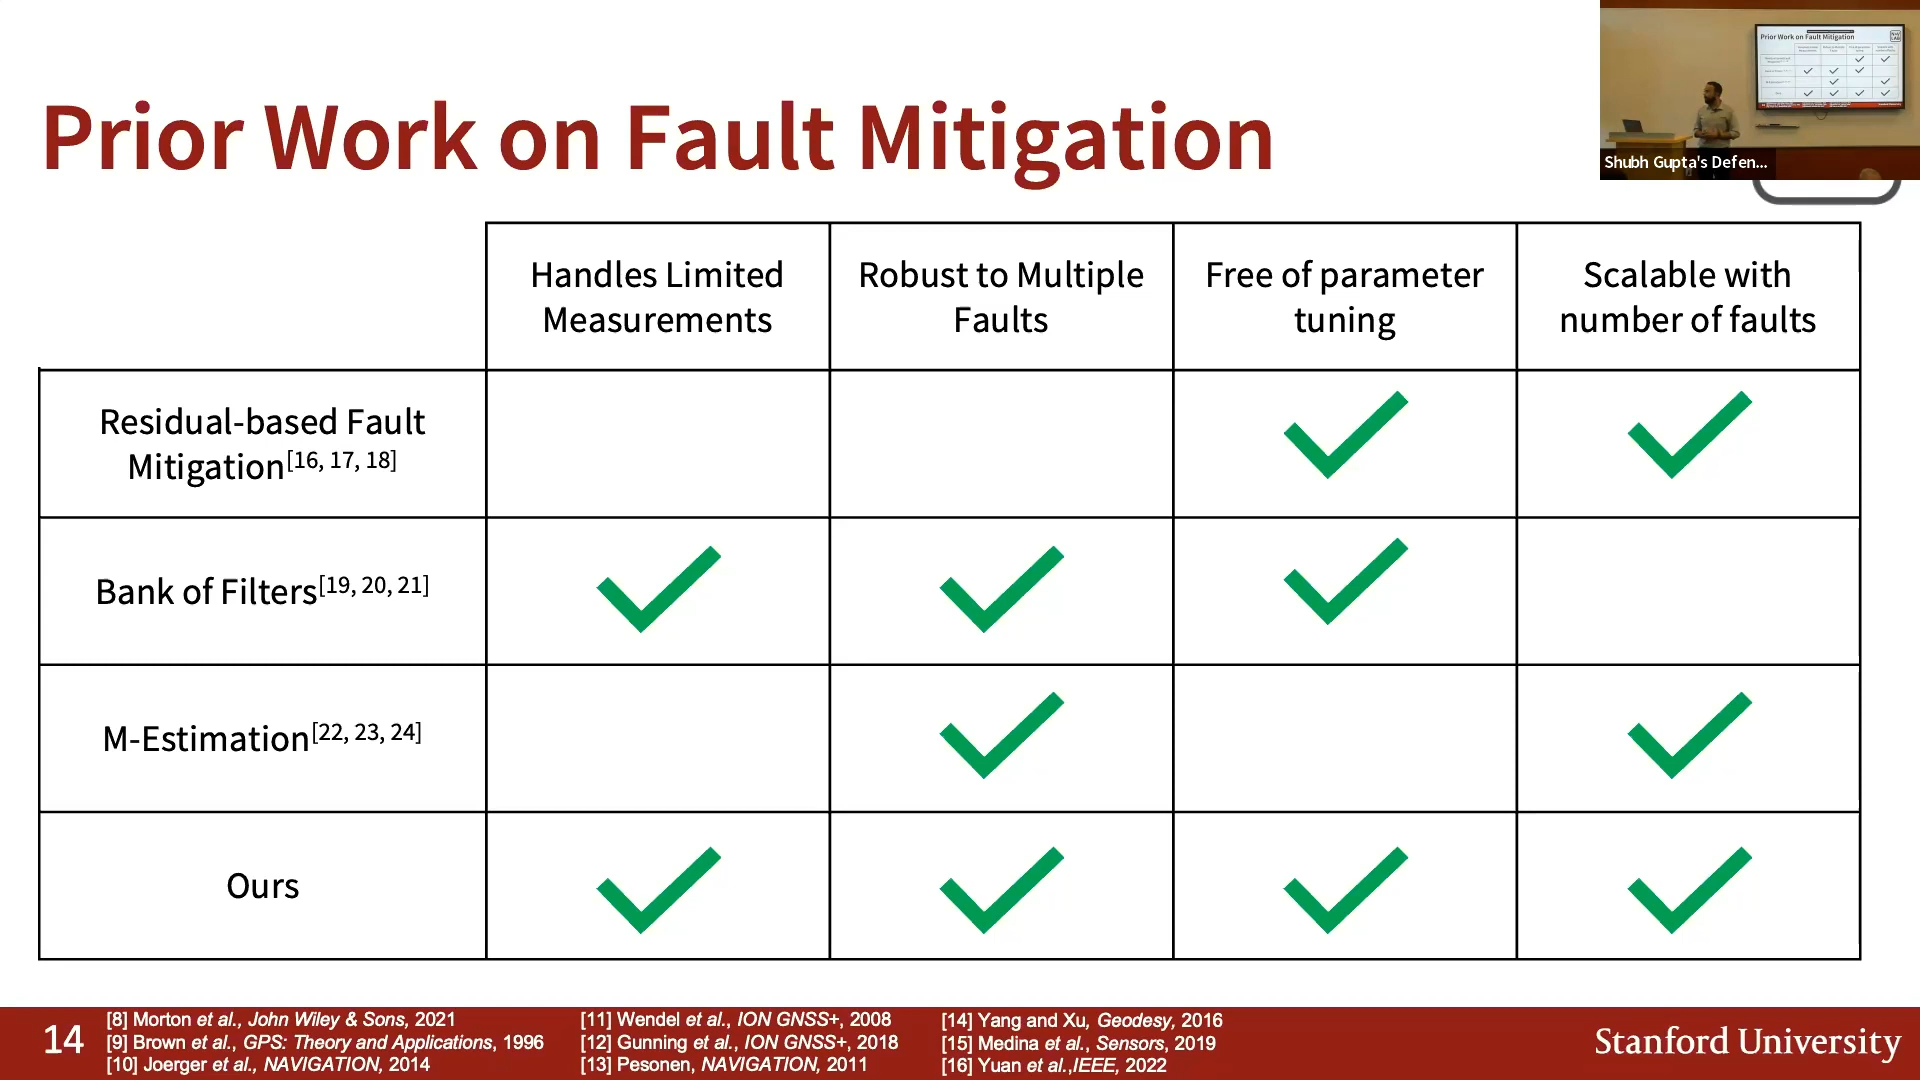 Prior Work on Fault Mitigation
Shubh Gupta's Defen...
Handles Limited
Measurements
Robust to Multiple
Faults
Free of parameter
tuning
Scalable with
number of faults
Residual-based Fault
Mitigation[16, 17, 18]
Bank of Filters[19, 20, 21]
M-Estimation[22, 23, 24]
Ours
14
[8] Morton et al., John Wiley & Sons, 2021
[9] Brown et al., GPS: Theory and Applications, 1996
[10] Joerger et al., NAVIGATION, 2014
[11] Wendel et al., ION GNSS+, 2008
[12] Gunning et al., ION GNSS+, 2018
[13] Pesonen, NAVIGATION, 2011
[14] Yang and Xu, Geodesy, 2016
[15] Medina et al., Sensors, 2019
[16] Yuan et al.,IEEE, 2022
Stanford University
Prior Work on Fault Mitigation